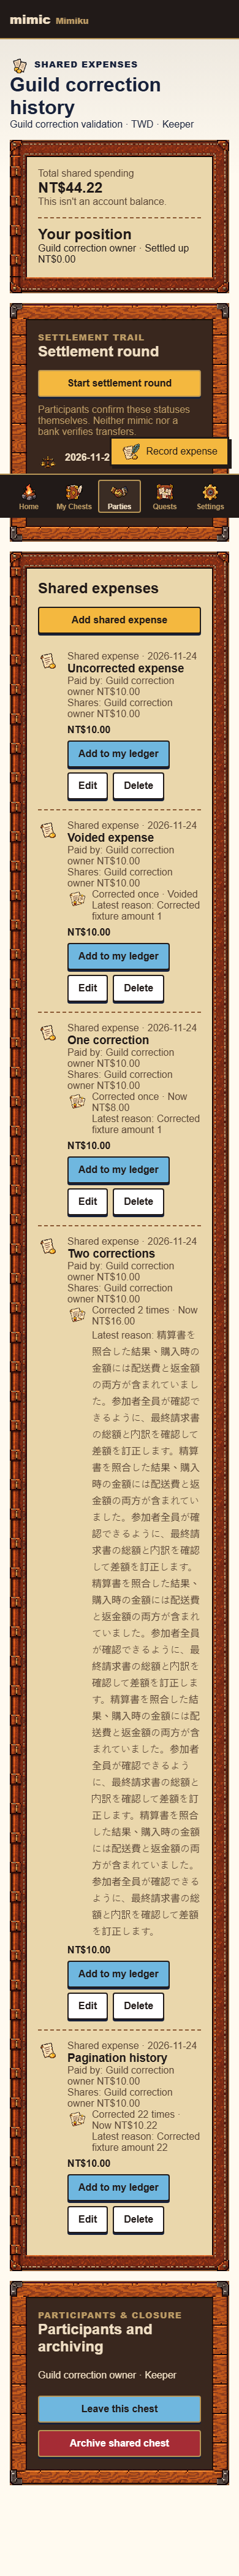 mimic Mimiku
SHARED EXPENSES
Guild correction
history
Guild correction validation · TWD · Keeper
Total shared spending
NT$44.22
This isn't an account balance.
Your position
Guild correction owner · Settled up
NT$0.00
SETTLEMENT TRAIL
Settlement round
Start settlement round
Participants confirm these statuses
themselves. Neither mimic nor a
bank verifies transfers.
2026-11-2
Record expense
Home
My Chests
Parties
Quests
Settings
Shared expenses
Add shared expense
Shared expense · 2026-11-24
Uncorrected expense
Paid by: Guild correction
owner NT$10.00
Shares: Guild correction
owner NT$10.00
NT$10.00
Add to my ledger
Edit
Delete
Shared expense · 2026-11-24
Voided expense
Paid by: Guild correction
owner NT$10.00
Shares: Guild correction
owner NT$10.00
Corrected once · Voided
Latest reason: Corrected
fixture amount 1
NT$10.00
Add to my ledger
Edit
Delete
Shared expense · 2026-11-24
One correction
Paid by: Guild correction
owner NT$10.00
Shares: Guild correction
owner NT$10.00
Corrected once · Now
NT$8.00
Latest reason: Corrected
fixture amount 1
NT$10.00
Add to my ledger
Edit
Delete
Shared expense · 2026-11-24
Two corrections
Paid by: Guild correction
owner NT$10.00
Shares: Guild correction
owner NT$10.00
Corrected 2 times · Now
NT$16.00
Latest reason: 精算書を
照合した結果、購入時の
金額には配送費と返金額
の両方が含まれていまし
た。参加者全員が確認で
きるように、最終請求書
の総額と内訳を確認して
差額を訂正します。精算
書を照合した結果、購入
時の金額には配送費と返
金額の両方が含まれてい
ました。参加者全員が確
認できるように、最終請
求書の総額と内訳を確認
して差額を訂正します。
精算書を照合した結果、
購入時の金額には配送費
と返金額の両方が含まれ
ていました。参加者全員
が確認できるように、最
終請求書の総額と内訳を
確認して差額を訂正しま
す。精算書を照合した結
果、購入時の金額には配
送費と返金額の両方が含
まれていました。参加者
全員が確認できるよう
に、最終請求書の総額と
内訳を確認して差額を訂
正します。精算書を照合
した結果、購入時の金額
には配送費と返金額の両
方が含まれていました。
参加者全員が確認できる
ように、最終請求書の総
額と内訳を確認して差額
を訂正します。
NT$10.00
Add to my ledger
Edit
Delete
Shared expense · 2026-11-24
Pagination history
Paid by: Guild correction
owner NT$10.00
Shares: Guild correction
owner NT$10.00
Corrected 22 times ·
Now NT$10.22
Latest reason: Corrected
fixture amount 22
NT$10.00
Add to my ledger
Edit
Delete
PARTICIPANTS & CLOSURE
Participants and
archiving
Guild correction owner · Keeper
Leave this chest
Archive shared chest